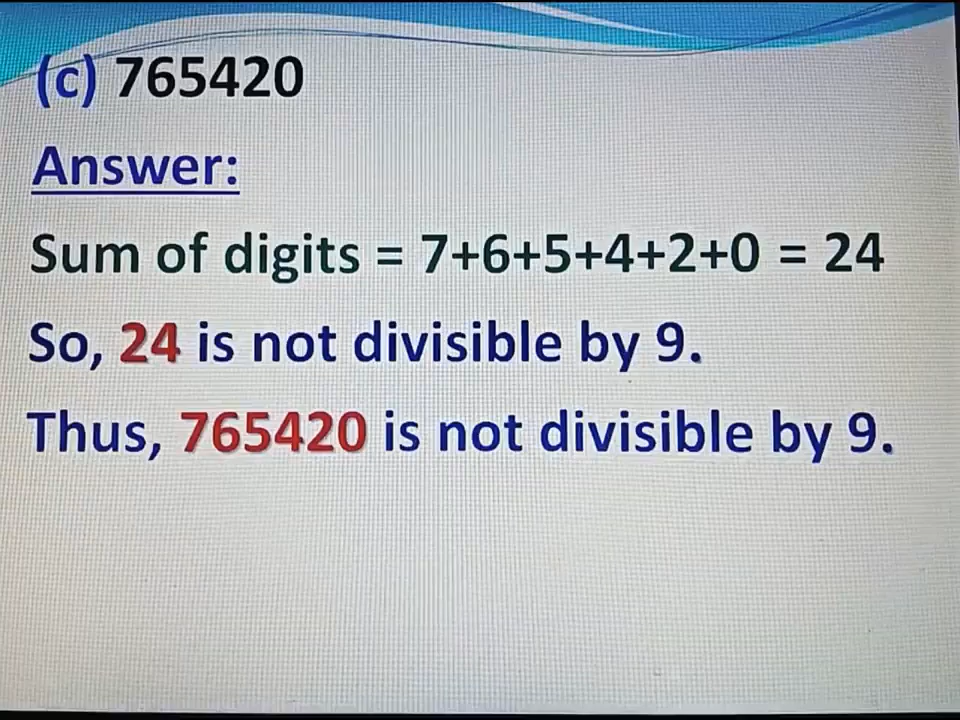 (c) 765420
Answer:
Sum of digits = 7+6+5+4+2+0 = 24
So, 24 is not divisible by 9.
Thus, 765420 is not divisible by 9.